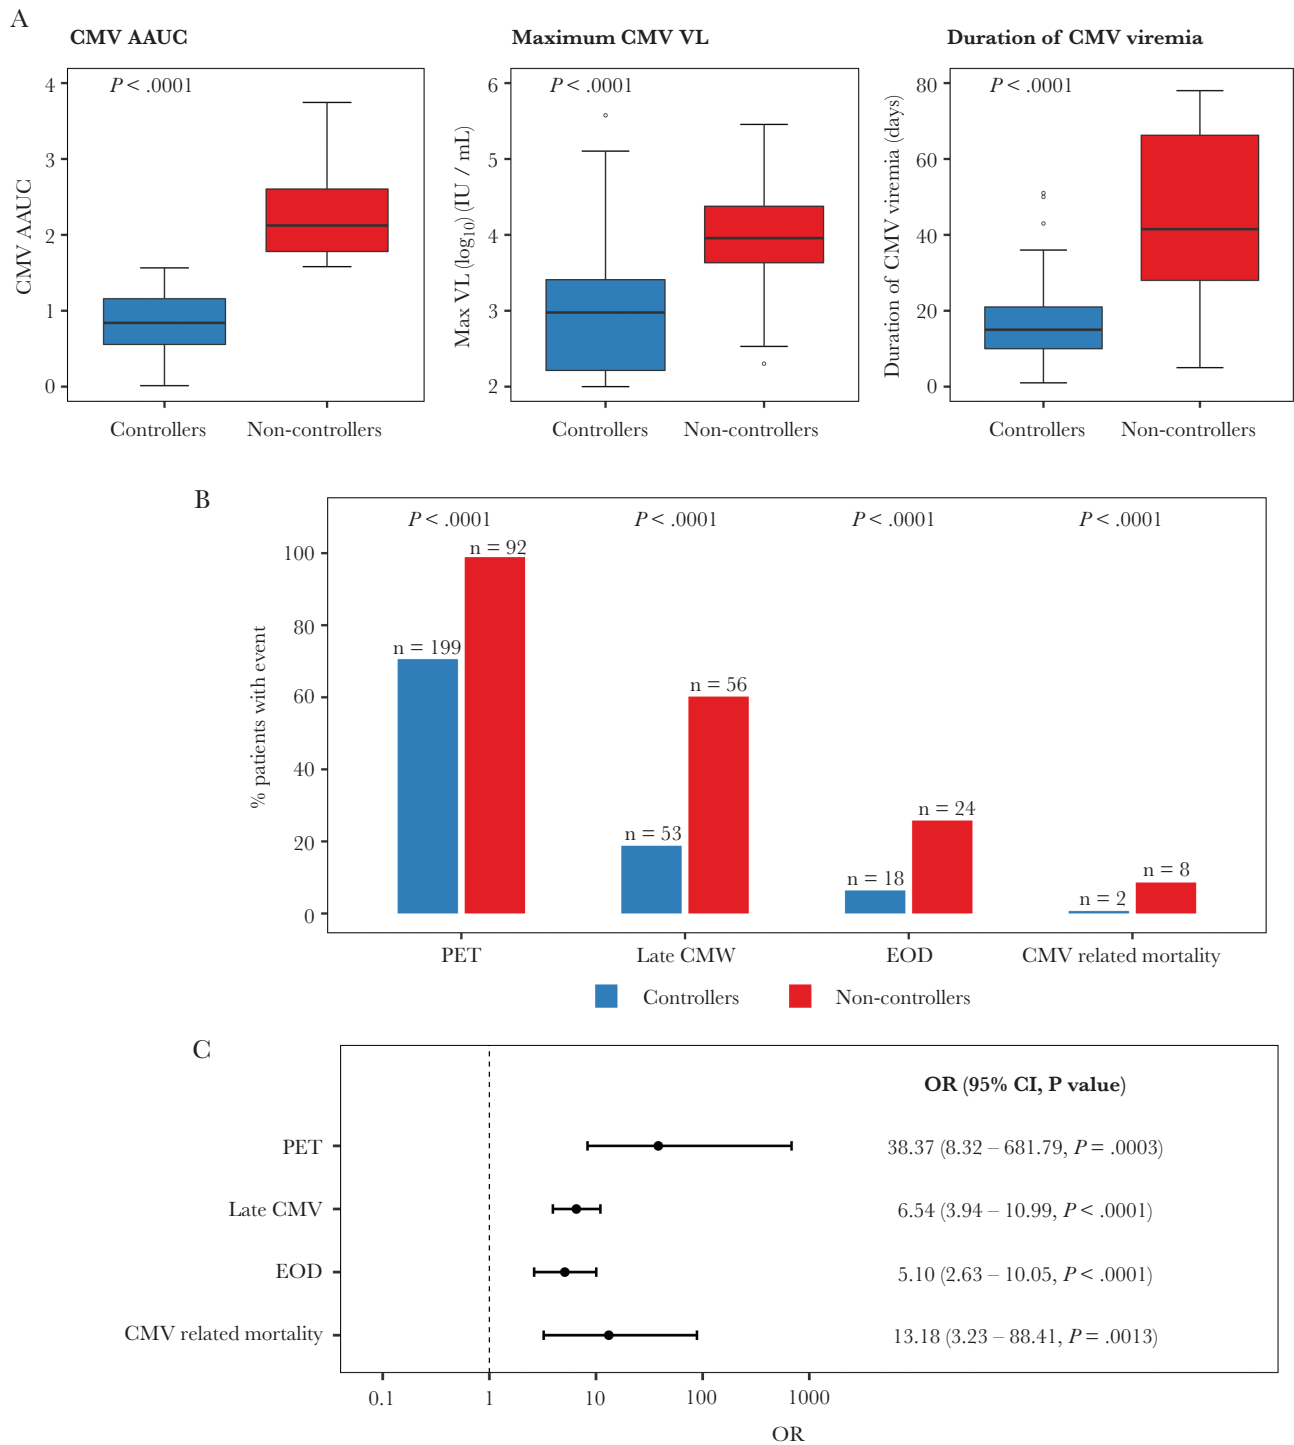 A
CMV AAUC
Maximum CMV VL
Duration of CMV viremia
P < .0001
P < .0001
P < .0001
CMV AAUC
4
3
2
1
0
Controllers
Non-controllers
Max VL (log10) (IU / mL)
6
5
4
3
2
Controllers
Non-controllers
Duration of CMV viremia (days)
80
60
40
20
0
Controllers
Non-controllers
B
P < .0001
P < .0001
P < .0001
P < .0001
% patients with event
100
80
60
40
20
0
n = 199
n = 92
n = 53
n = 56
n = 18
n = 24
n = 2
n = 8
PET
Late CMW
EOD
CMV related mortality
Controllers
Non-controllers
C
OR (95% CI, P value)
PET
38.37 (8.32 – 681.79, P = .0003)
Late CMV
6.54 (3.94 – 10.99, P < .0001)
EOD
5.10 (2.63 – 10.05, P < .0001)
CMV related mortality
13.18 (3.23 – 88.41, P = .0013)
0.1
1
10
100
1000
OR